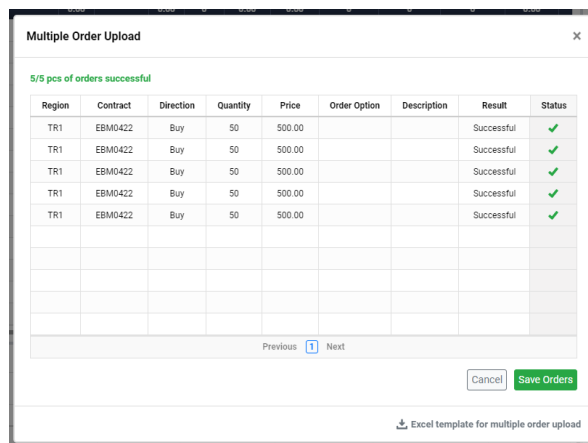 Multiple Order Upload ×
5/5 pcs of orders successful
Region Contract Direction Quantity Price Order Option Description Result Status
TR1 EBM0422 Buy 50 500.00 Successful
TR1 EBM0422 Buy 50 500.00 Successful
TR1 EBM0422 Buy 50 500.00 Successful
TR1 EBM0422 Buy 50 500.00 Successful
TR1 EBM0422 Buy 50 500.00 Successful
Previous 1 Next
Cancel Save Orders
Excel template for multiple order upload